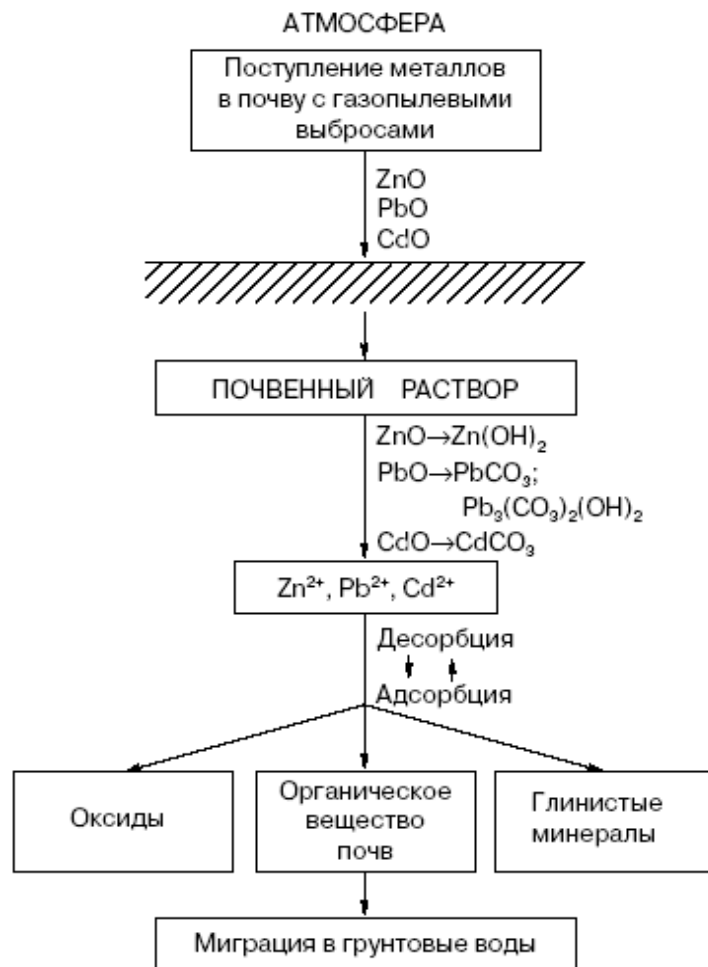 АТМОСФЕРА
Поступление металлов
в почву с газопылевыми
выбросами
ZnO
PbO
CdO
ПОЧВЕННЫЙ РАСТВОР
ZnO→Zn(OH)₂
PbO→PbCO₃;
Pb₃(CO₃)₂(OH)₂
CdO→CdCO₃
Zn²⁺, Pb²⁺, Cd²⁺
Десорбция
Адсорбция
Оксиды
Органическое
вещество
почв
Глинистые
минералы
Миграция в грунтовые воды